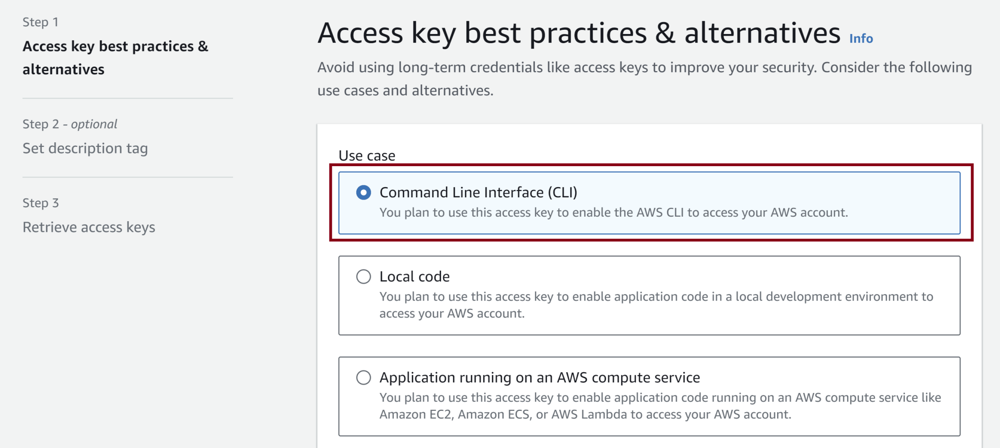 Step 1
Access key best practices &
alternatives
Step 2 - optional
Set description tag
Step 3
Retrieve access keys
Access key best practices & alternatives Info
Avoid using long-term credentials like access keys to improve your security. Consider the following
use cases and alternatives.
Use case
Command Line Interface (CLI)
You plan to use this access key to enable the AWS CLI to access your AWS account.
Local code
You plan to use this access key to enable application code in a local development environment to
access your AWS account.
Application running on an AWS compute service
You plan to use this access key to enable application code running on an AWS compute service like
Amazon EC2, Amazon ECS, or AWS Lambda to access your AWS account.